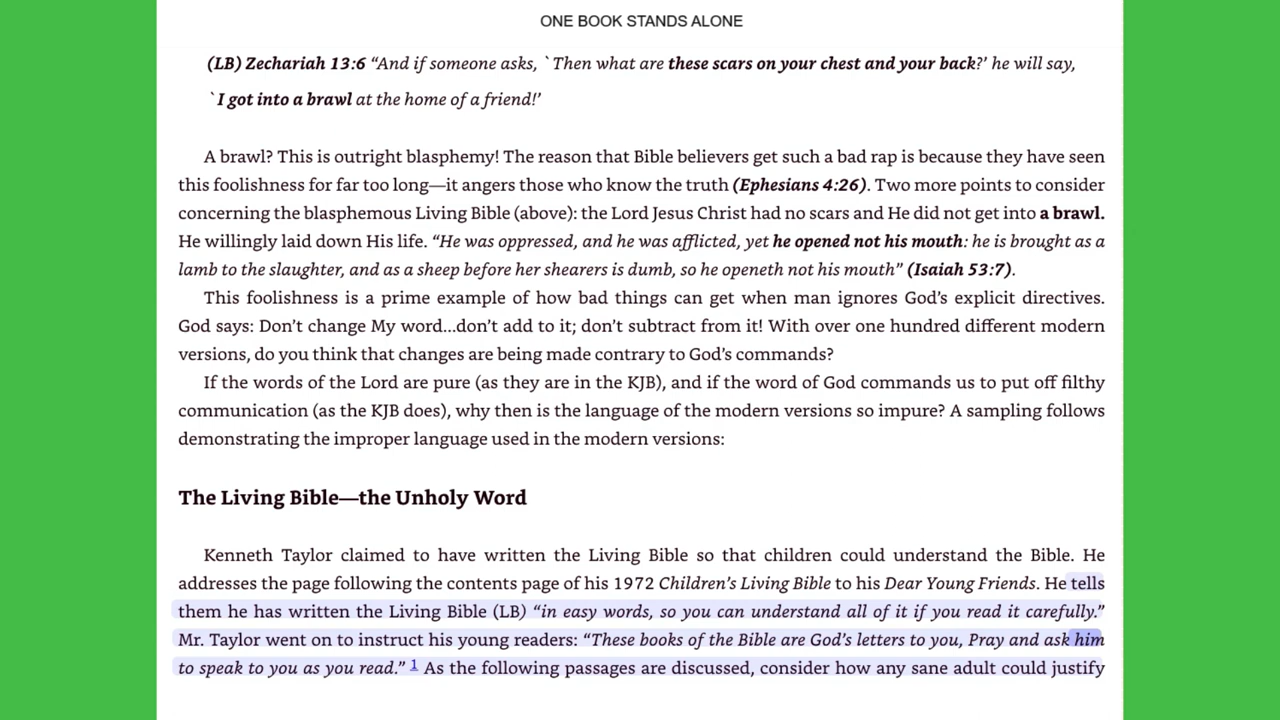 ONE BOOK STANDS ALONE
(LB) Zechariah 13:6 “And if someone asks, `Then what are these scars on your chest and your back?’ he will say,
`I got into a brawl at the home of a friend!’
A brawl? This is outright blasphemy! The reason that Bible believers get such a bad rap is because they have seen
this foolishness for far too long—it angers those who know the truth (Ephesians 4:26). Two more points to consider
concerning the blasphemous Living Bible (above): the Lord Jesus Christ had no scars and He did not get into a brawl.
He willingly laid down His life. “He was oppressed, and he was afflicted, yet he opened not his mouth: he is brought as a
lamb to the slaughter, and as a sheep before her shearers is dumb, so he openeth not his mouth” (Isaiah 53:7).
This foolishness is a prime example of how bad things can get when man ignores God’s explicit directives.
God says: Don’t change My word...don’t add to it; don’t subtract from it! With over one hundred different modern
versions, do you think that changes are being made contrary to God’s commands?
If the words of the Lord are pure (as they are in the KJB), and if the word of God commands us to put off filthy
communication (as the KJB does), why then is the language of the modern versions so impure? A sampling follows
demonstrating the improper language used in the modern versions:
The Living Bible—the Unholy Word
Kenneth Taylor claimed to have written the Living Bible so that children could understand the Bible. He
addresses the page following the contents page of his 1972 Children’s Living Bible to his Dear Young Friends. He tells
them he has written the Living Bible (LB) “in easy words, so you can understand all of it if you read it carefully.”
Mr. Taylor went on to instruct his young readers: “These books of the Bible are God’s letters to you, Pray and ask him
to speak to you as you read.” 1 As the following passages are discussed, consider how any sane adult could justify